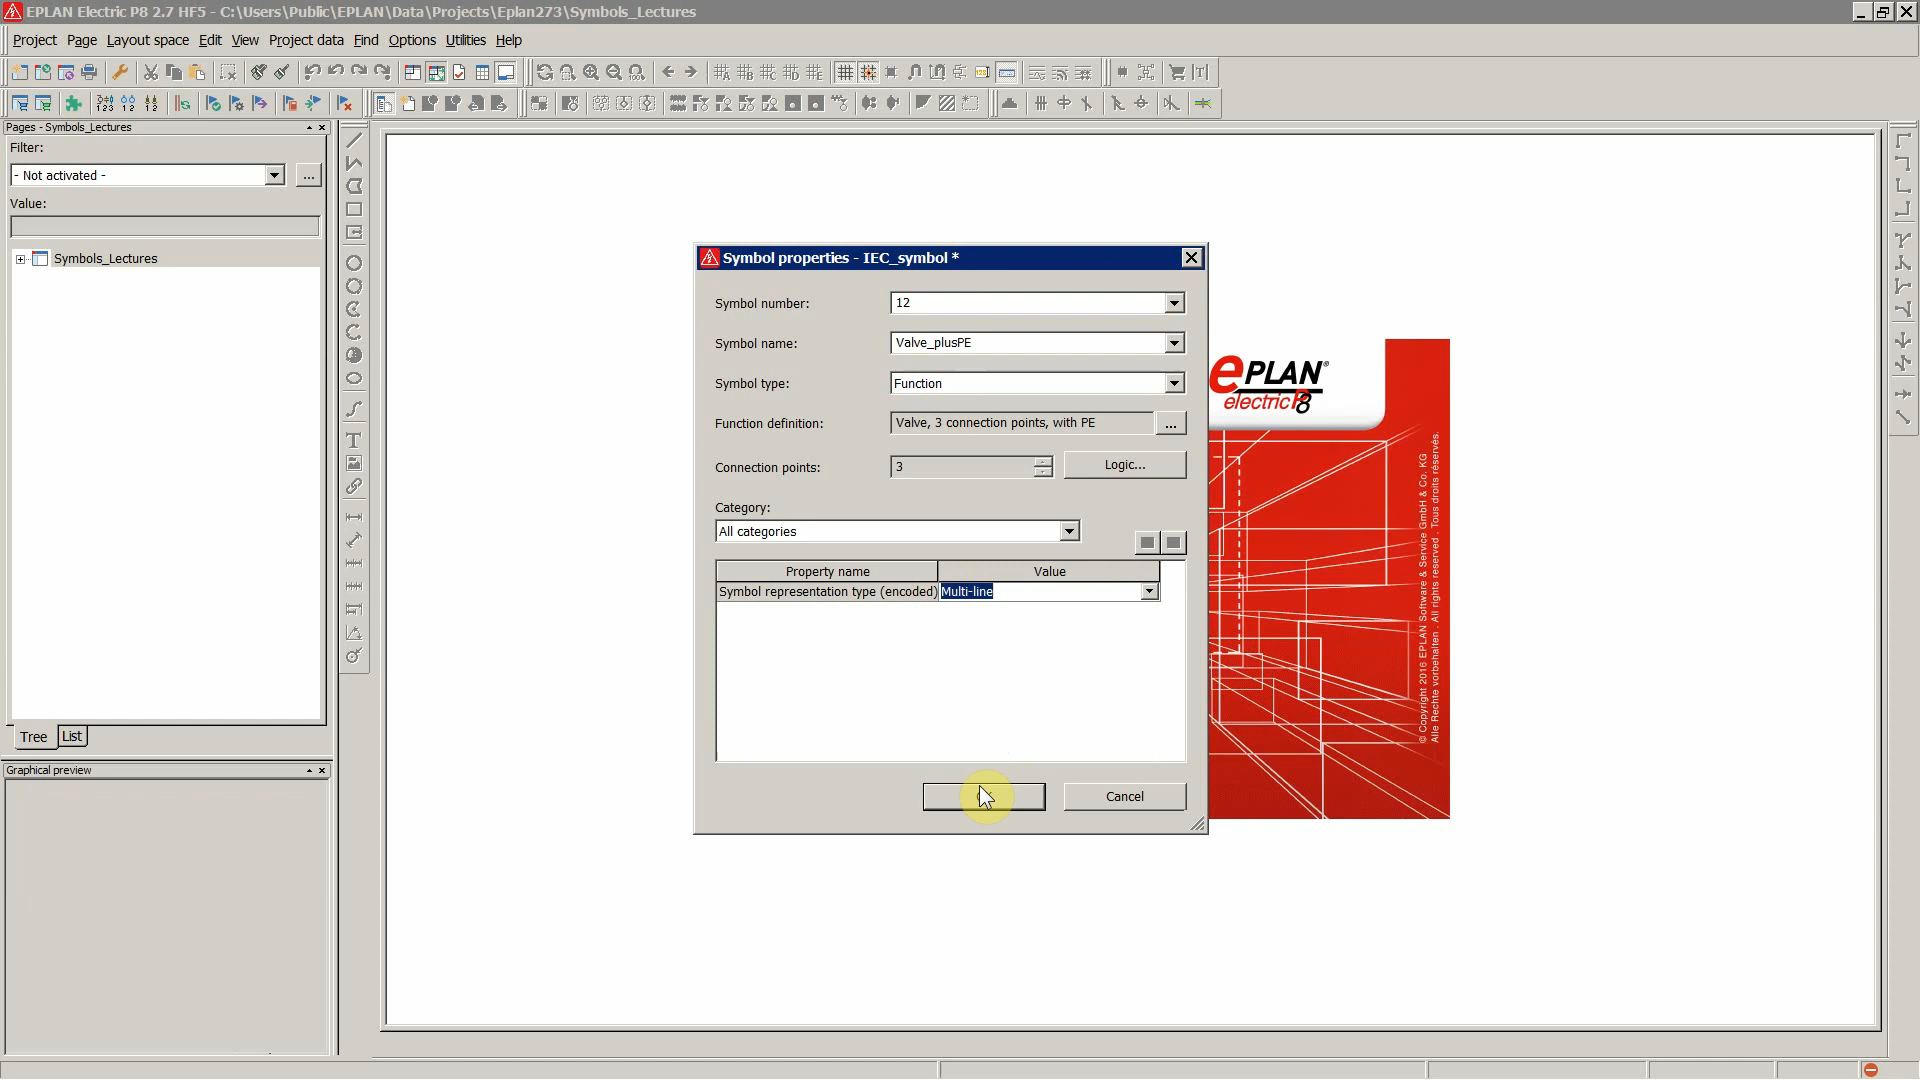 EPLAN Electric P8 2.7 HF5 - C:\Users\Public\EPLAN\Data\Projects\Eplan273\Symbols_Lectures
Project Page Layout space Edit View Project data Find Options Utilities Help
Pages - Symbols_Lectures
Filter:
- Not activated -
...
Value:
Symbols_Lectures
Tree List
Graphical preview
Symbol properties - IEC_symbol *
Symbol number: 12
Symbol name: Valve_plusPE
Symbol type: Function
Function definition: Valve, 3 connection points, with PE ...
Connection points: 3 Logic...
Category:
All categories
Property name Value
Symbol representation type (encoded) Multi-line
Cancel
ePLAN®
electric P8
© Copyright 2016 EPLAN Software & Service GmbH & Co. KG
Alle Rechte vorbehalten . All rights reserved . Tous droits réservés.